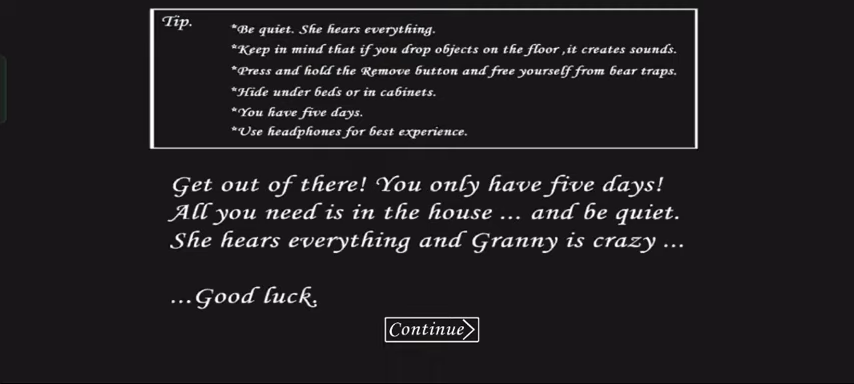 Tip.
*Be quiet. She hears everything.
*Keep in mind that if you drop objects on the floor ,it creates sounds.
*Press and hold the Remove button and free yourself from bear traps.
*Hide under beds or in cabinets.
*You have five days.
*Use headphones for best experience.
Get out of there! You only have five days!
All you need is in the house ... and be quiet.
She hears everything and Granny is crazy ...
...Good luck.
Continue